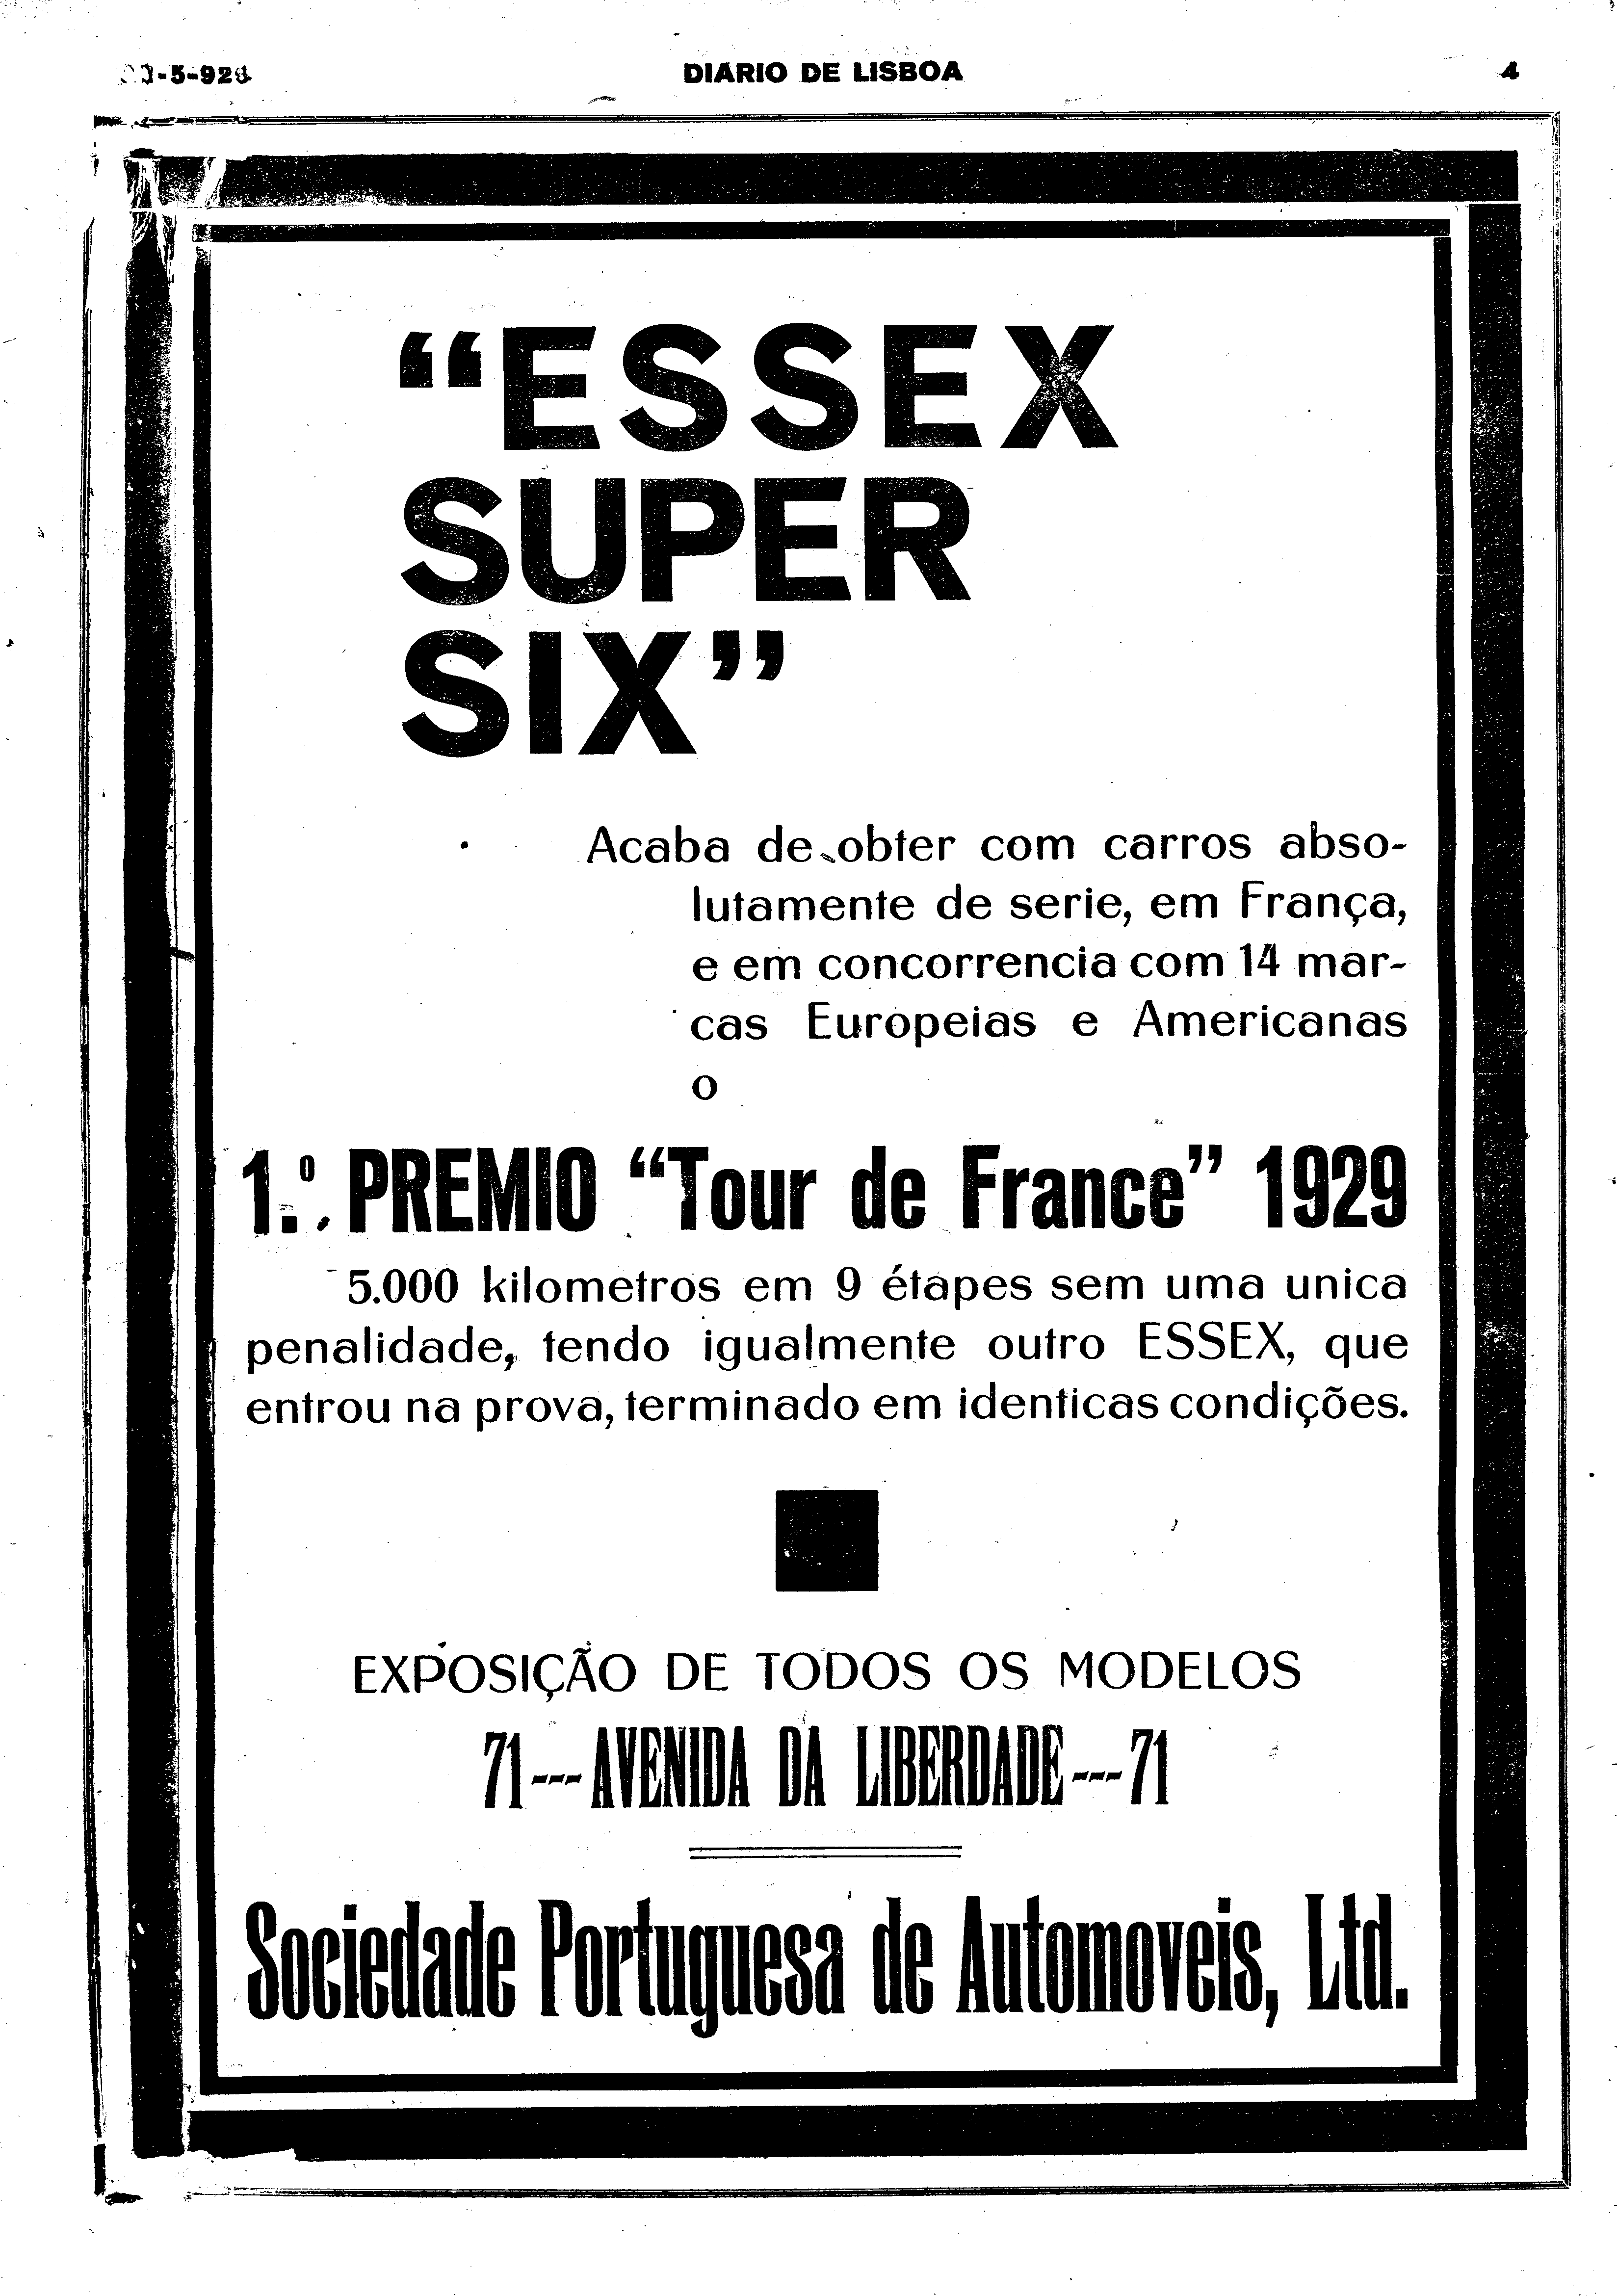 DIARIO DE LISBOA
4
“ESSEX
SUPER
SIX”
Acaba de obter com carros abso-
lutamente de serie, em França,
e em concorrencia com 14 mar-
cas Europeias e Americanas
o
1.º PREMIO “Tour de France” 1929
5.000 kilometros em 9 étapes sem uma unica
penalidade, tendo igualmente outro ESSEX, que
entrou na prova, terminado em identicas condições.
EXPOSIÇÃO DE TODOS OS MODELOS
71---AVENIDA DA LIBERDADE---71
Sociedade Portuguesa de Automoveis, Ltd.